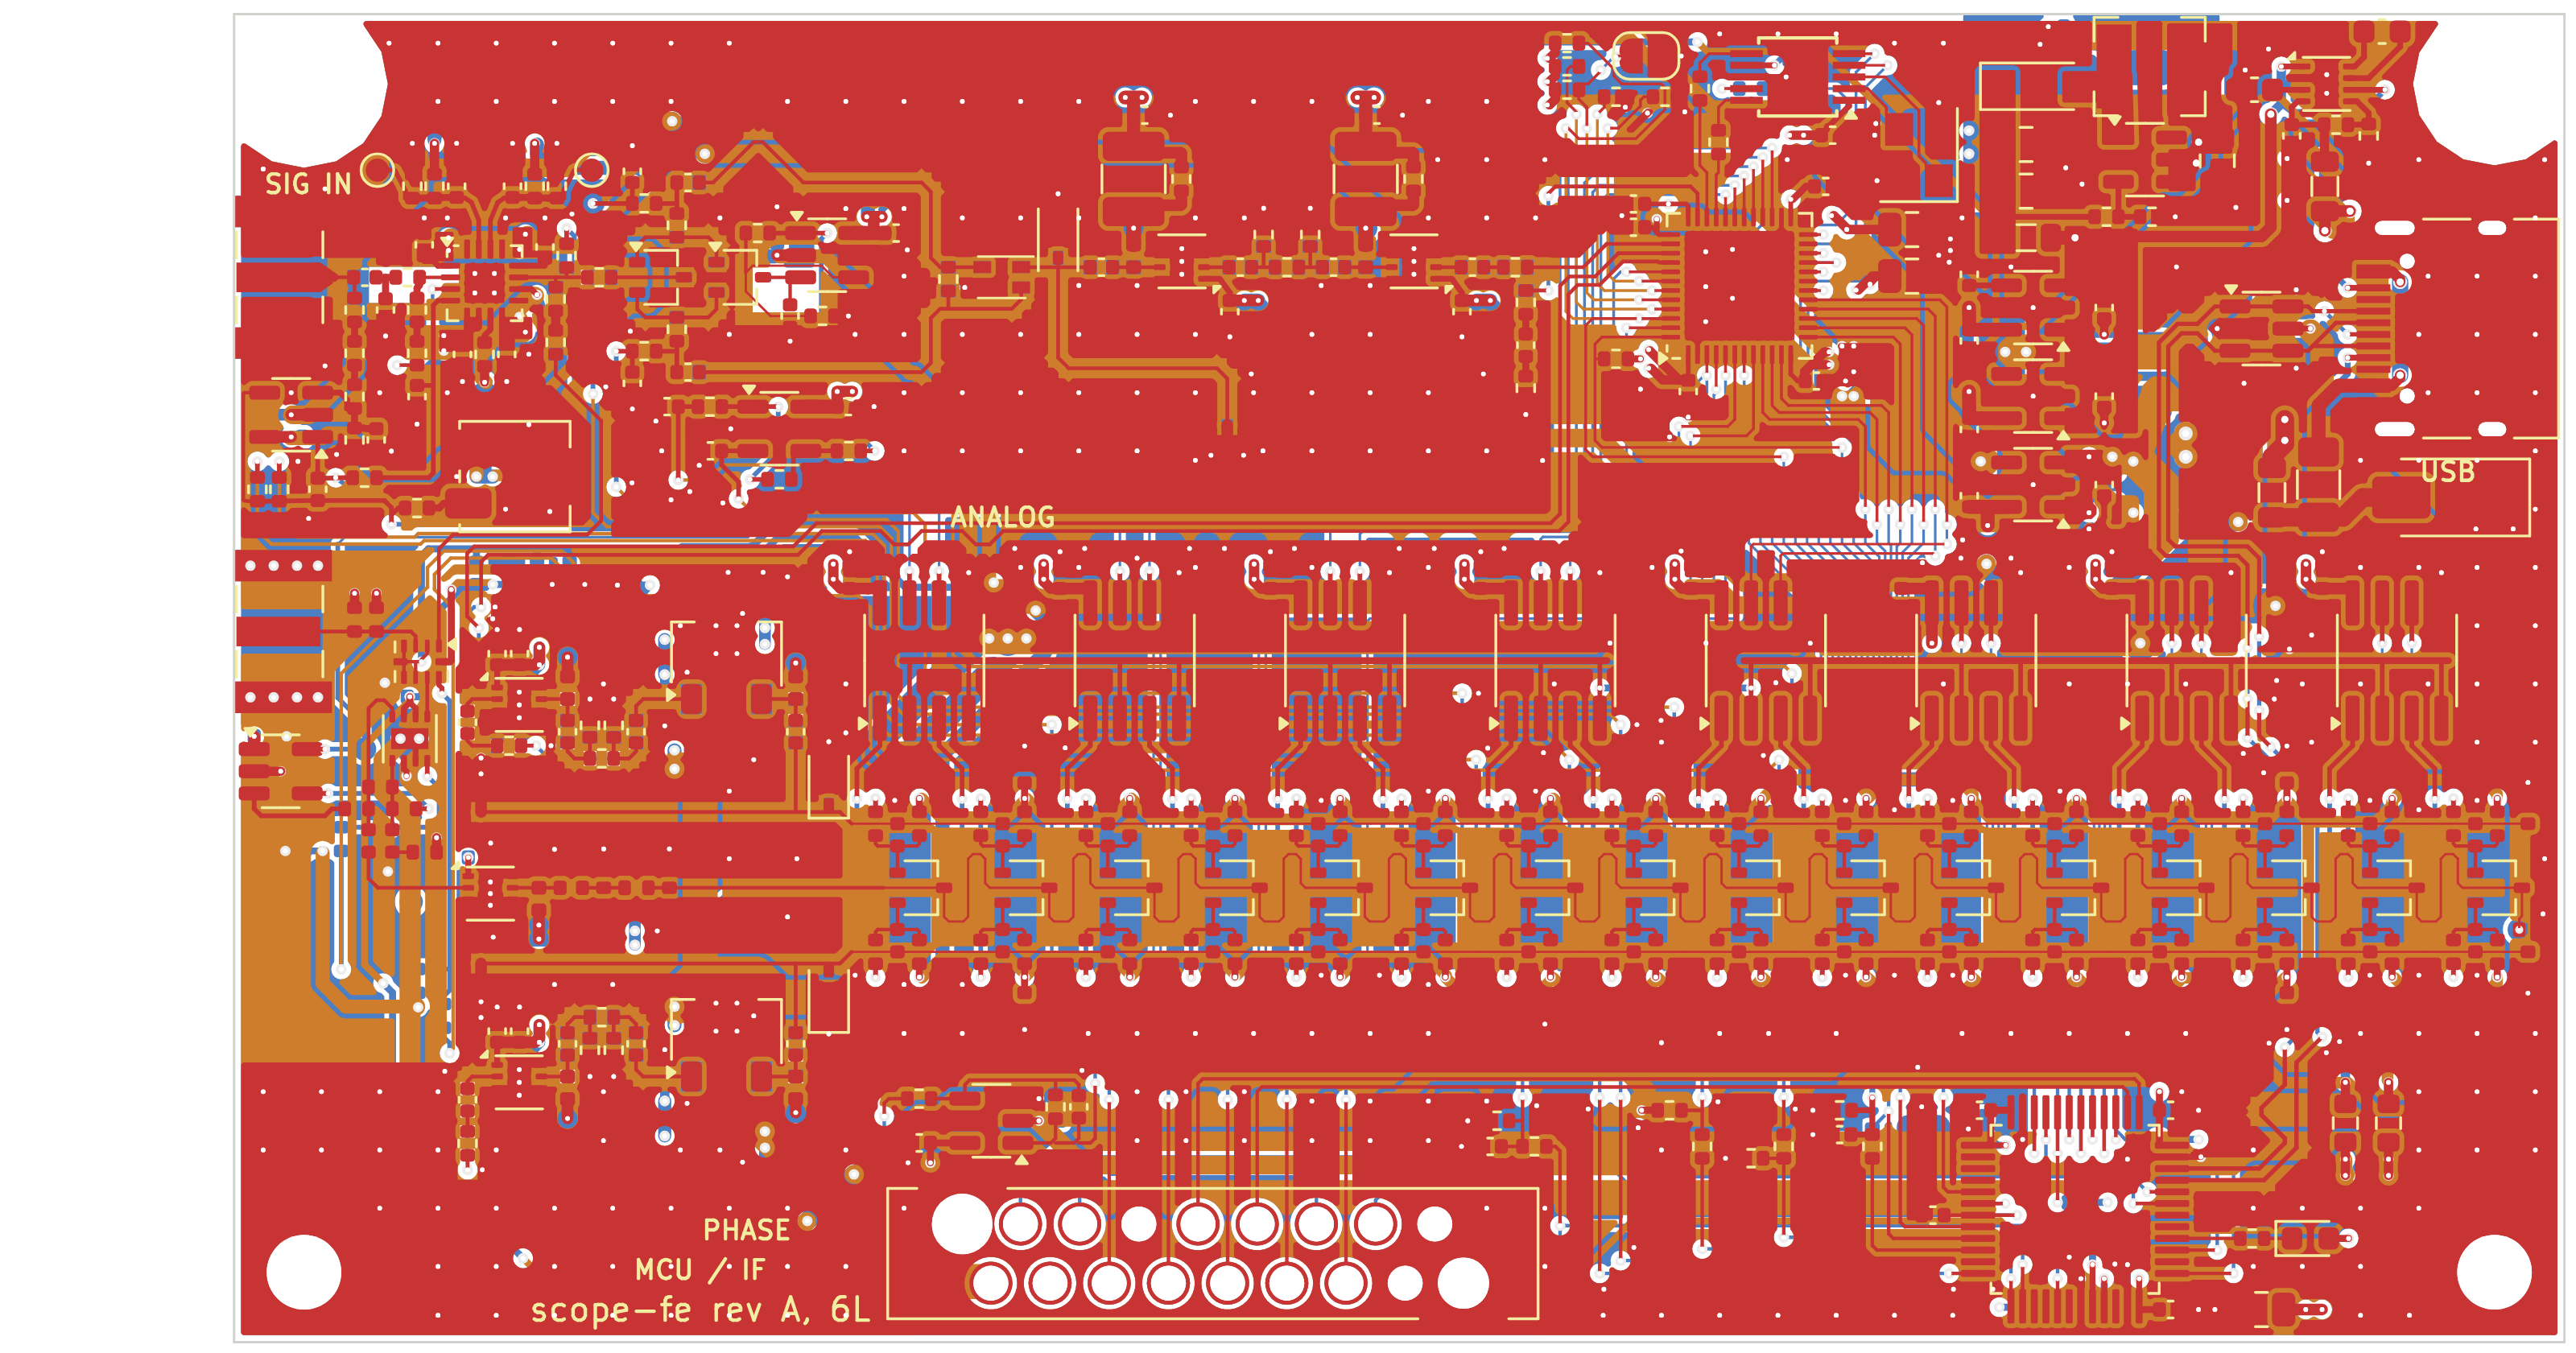 SIG IN
USB
ANALOG
PHASE
MCU / IF
scope-fe rev A, 6L